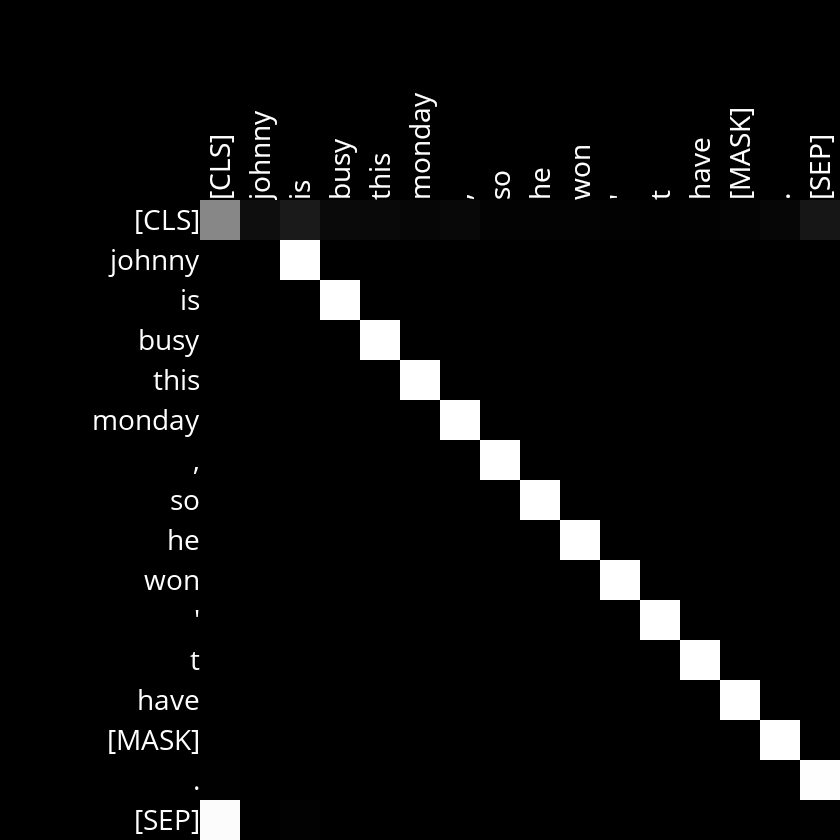 [CLS] johnny is busy this monday , so he won ' t have [MASK] . [SEP]
[CLS]
johnny
is
busy
this
monday
,
so
he
won
'
t
have
[MASK]
.
[SEP]